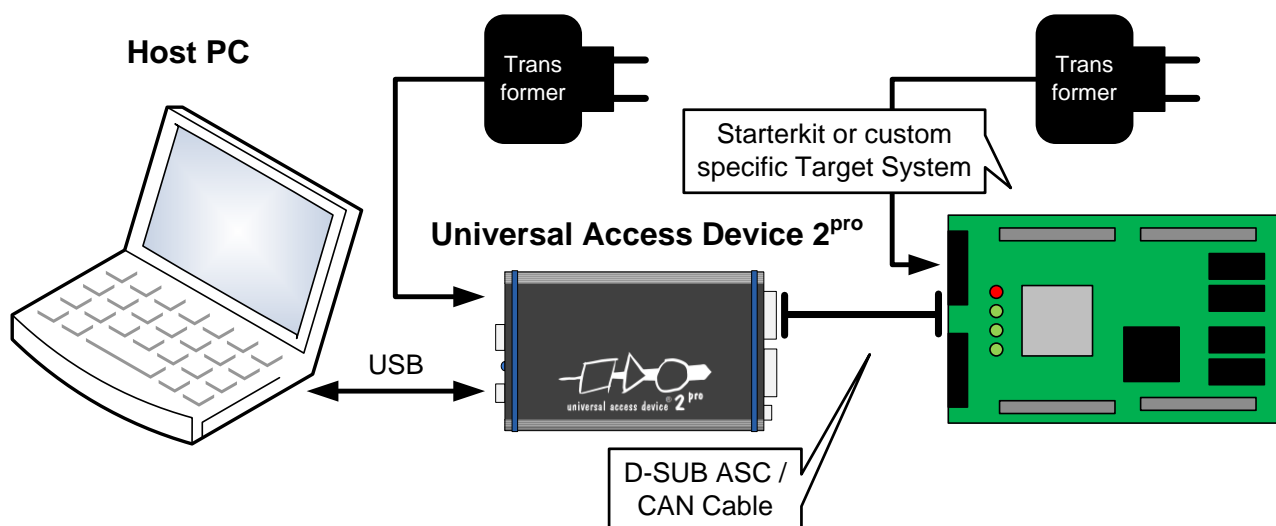 Host PC
Trans
former
Trans
former
Starterkit or custom
specific Target System
Universal Access Device 2pro
USB
universal access device® 2 pro
D-SUB ASC /
CAN Cable